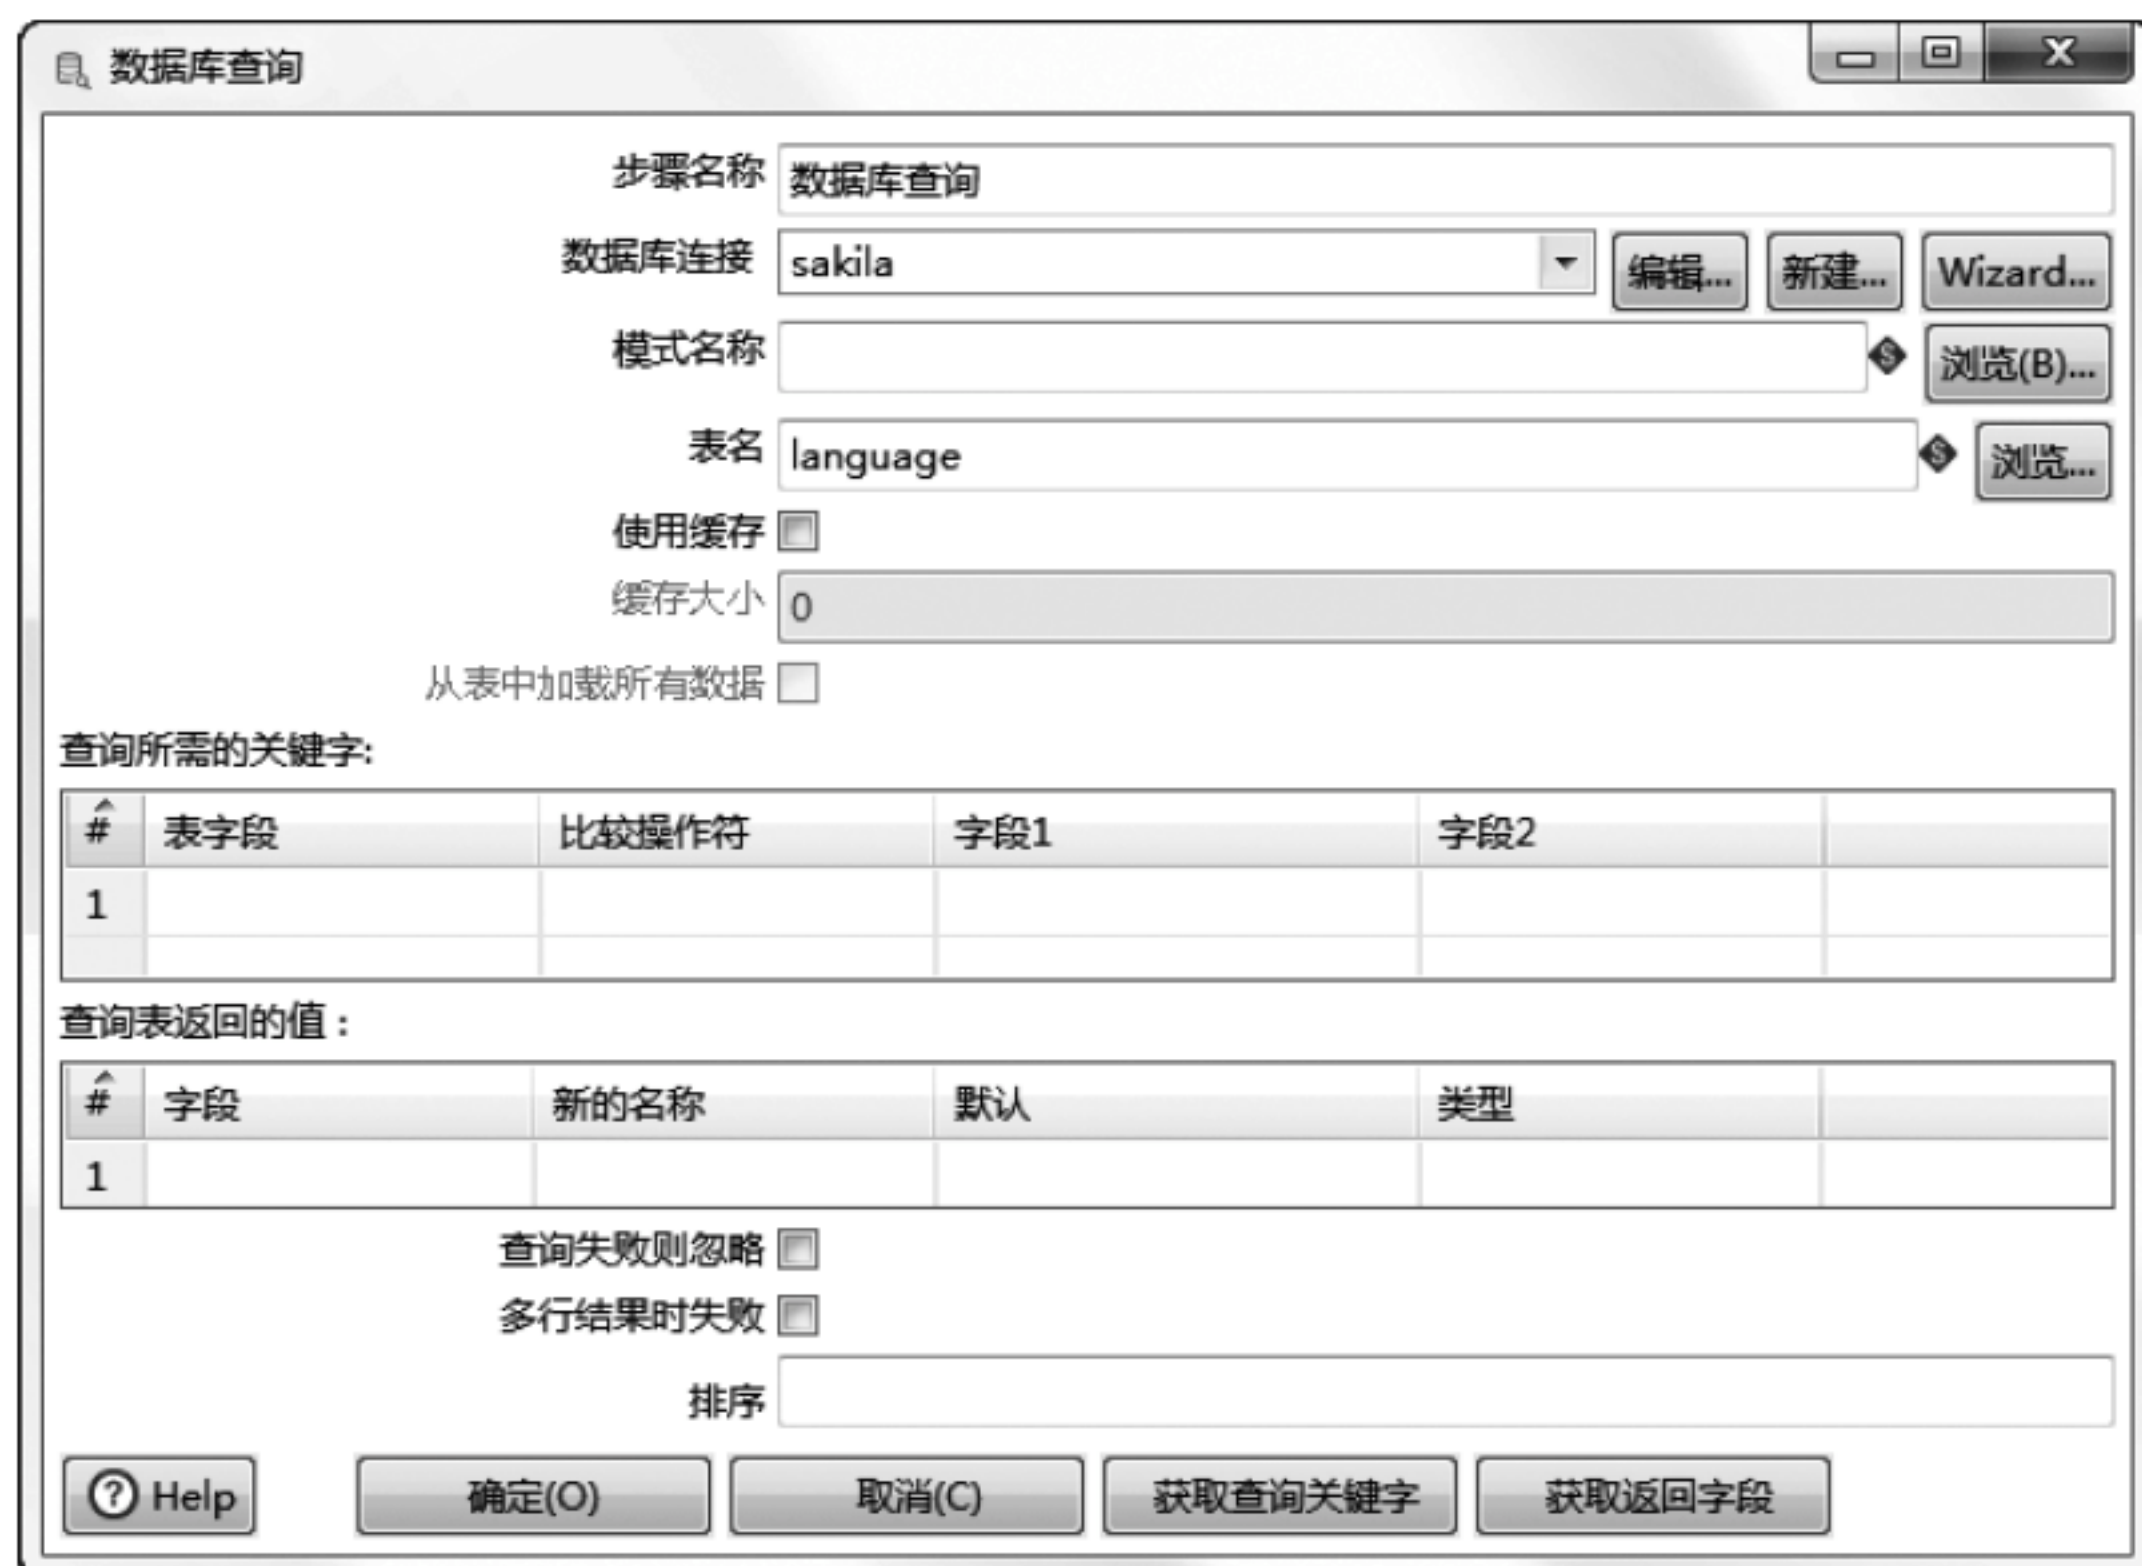 数据库查询
步骤名称 数据库查询
数据库连接 sakila 编辑... 新建... Wizard...
模式名称 浏览(B)...
表名 language 浏览...
使用缓存
缓存大小 0
从表中加载所有数据
查询所需的关键字:
# 表字段 比较操作符 字段1 字段2
1
查询表返回的值：
# 字段 新的名称 默认 类型
1
查询失败则忽略
多行结果时失败
排序
Help 确定(O) 取消(C) 获取查询关键字 获取返回字段